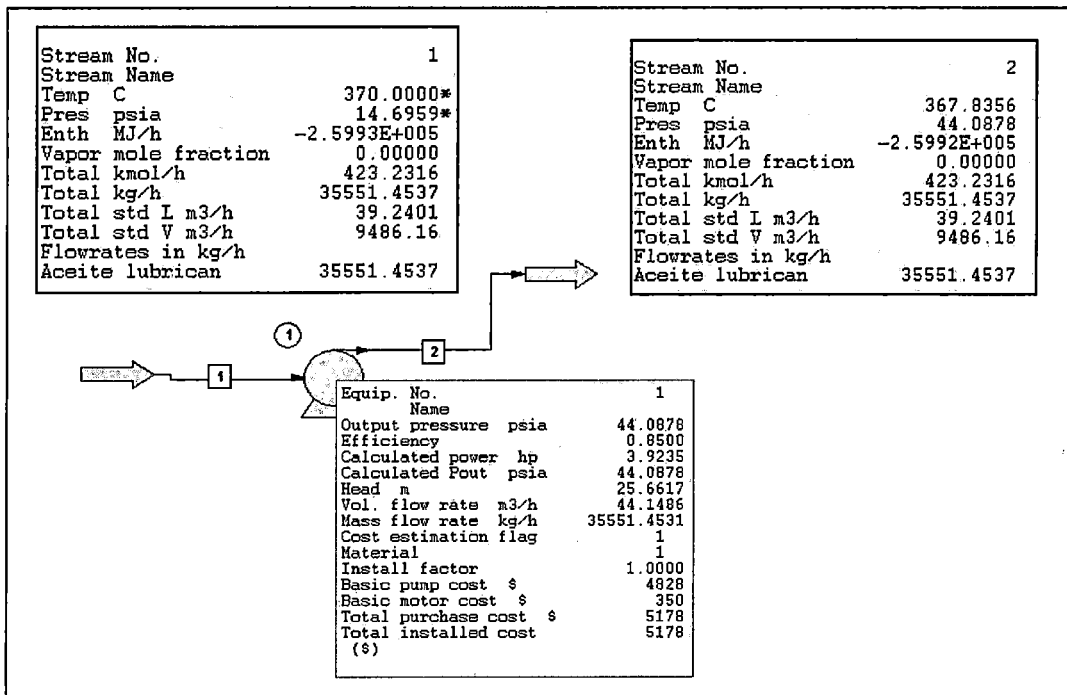 Stream No. 1
Stream Name
Temp C 370.0000*
Pres psia 14.6959*
Enth MJ/h -2.5993E+005
Vapor mole fraction 0.00000
Total kmol/h 423.2316
Total kg/h 35551.4537
Total std L m3/h 39.2401
Total std V m3/h 9486.16
Flowrates in kg/h
Aceite lubrican 35551.4537
Stream No. 2
Stream Name
Temp C 367.8356
Pres psia 44.0878
Enth MJ/h -2.5992E+005
Vapor mole fraction 0.00000
Total kmol/h 423.2316
Total kg/h 35551.4537
Total std L m3/h 39.2401
Total std V m3/h 9486.16
Flowrates in kg/h
Aceite lubrican 35551.4537
1
2
1
Equip. No. 1
Name
Output pressure psia 44.0878
Efficiency 0.8500
Calculated power hp 3.9235
Calculated Pout psia 44.0878
Head m 25.6617
Vol. flow rate m3/h 44.1486
Mass flow rate kg/h 35551.4531
Cost estimation flag 1
Material 1
Install factor 1.0000
Basic pump cost $ 4828
Basic motor cost $ 350
Total purchase cost $ 5178
Total installed cost 5178
($)